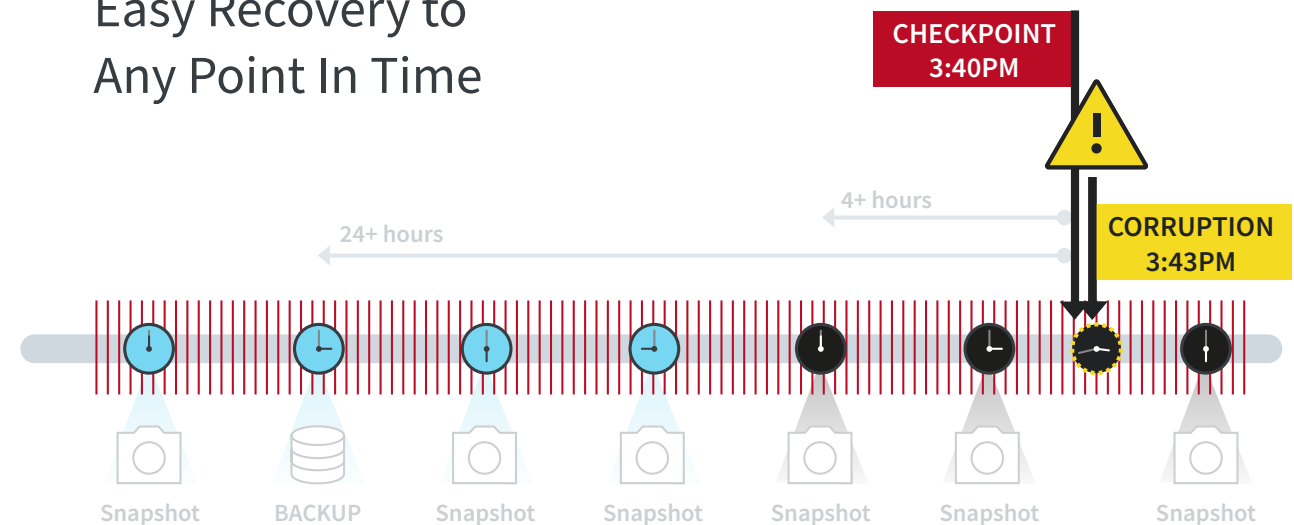 Easy Recovery to
Any Point In Time
CHECKPOINT
3:40PM
4+ hours
24+ hours
CORRUPTION
3:43PM
Snapshot
BACKUP
Snapshot
Snapshot
Snapshot
Snapshot
Snapshot